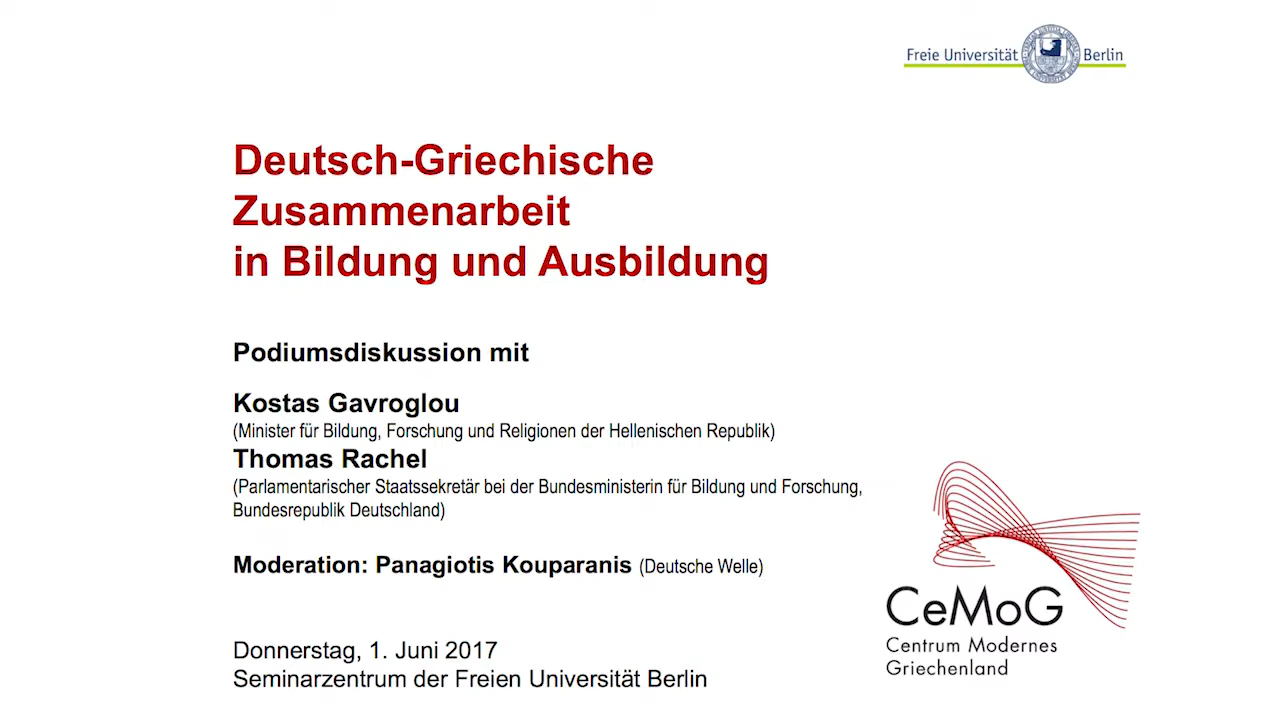 Freie Universität Berlin
Deutsch-Griechische
Zusammenarbeit
in Bildung und Ausbildung
Podiumsdiskussion mit
Kostas Gavroglou
(Minister für Bildung, Forschung und Religionen der Hellenischen Republik)
Thomas Rachel
(Parlamentarischer Staatssekretär bei der Bundesministerin für Bildung und Forschung,
Bundesrepublik Deutschland)
Moderation: Panagiotis Kouparanis (Deutsche Welle)
Donnerstag, 1. Juni 2017
Seminarzentrum der Freien Universität Berlin
CeMoG
Centrum Modernes
Griechenland